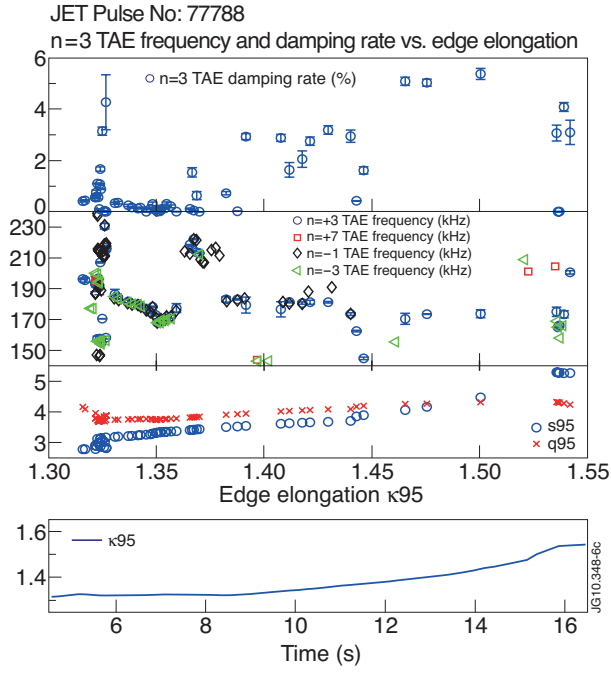 JET Pulse No: 77788
n=3 TAE frequency and damping rate vs. edge elongation
6
n=3 TAE damping rate (%)
4
2
0
230
n=+3 TAE frequency (kHz)
n=+7 TAE frequency (kHz)
210
n=−1 TAE frequency (kHz)
n=−3 TAE frequency (kHz)
190
170
150
5
4
s95
3
q95
1.30 1.35 1.40 1.45 1.50 1.55
Edge elongation κ95
1.6
κ95
1.4
6 8 10 12 14 16
Time (s)
JG10.348-6c